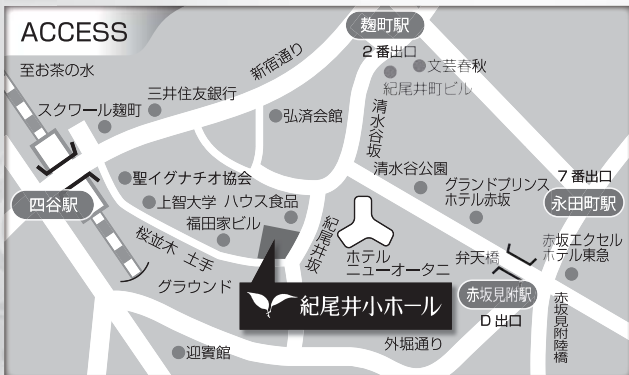 ACCESS
麹町駅
2番出口
至お茶の水
新宿通り
文芸春秋
紀尾井町ビル
三井住友銀行
スクワール麹町
弘済会館
清水谷坂
清水谷公園
7番出口
聖イグナチオ協会
グランドプリンス
ホテル赤坂
四谷駅
上智大学
ハウス食品
永田町駅
福田家ビル
紀尾井坂
桜並木
土手
ホテル
ニューオータニ
弁天橋
赤坂エクセル
ホテル東急
グラウンド
紀尾井小ホール
赤坂見附駅
D出口
赤坂見附陸橋
外堀通り
迎賓館